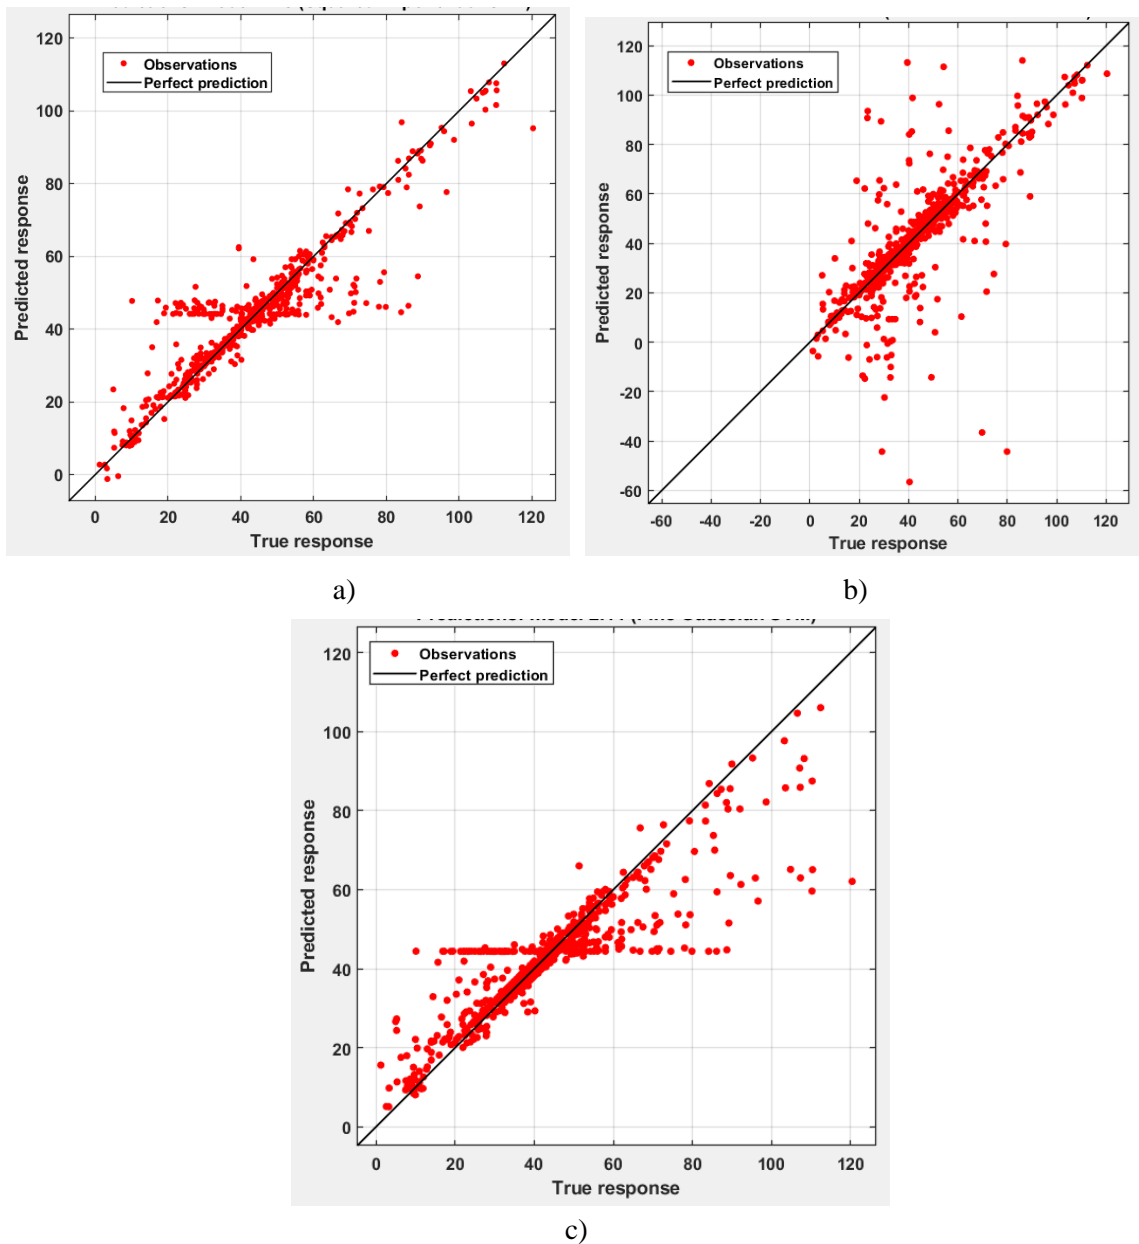 Observations
Perfect prediction
120
100
80
60
40
20
0
Predicted response
0 20 40 60 80 100 120
True response
a)
Observations
Perfect prediction
120
100
80
60
40
20
0
-20
-40
-60
Predicted response
-60 -40 -20 0 20 40 60 80 100 120
True response
b)
Observations
Perfect prediction
120
100
80
60
40
20
0
Predicted response
0 20 40 60 80 100 120
True response
c)